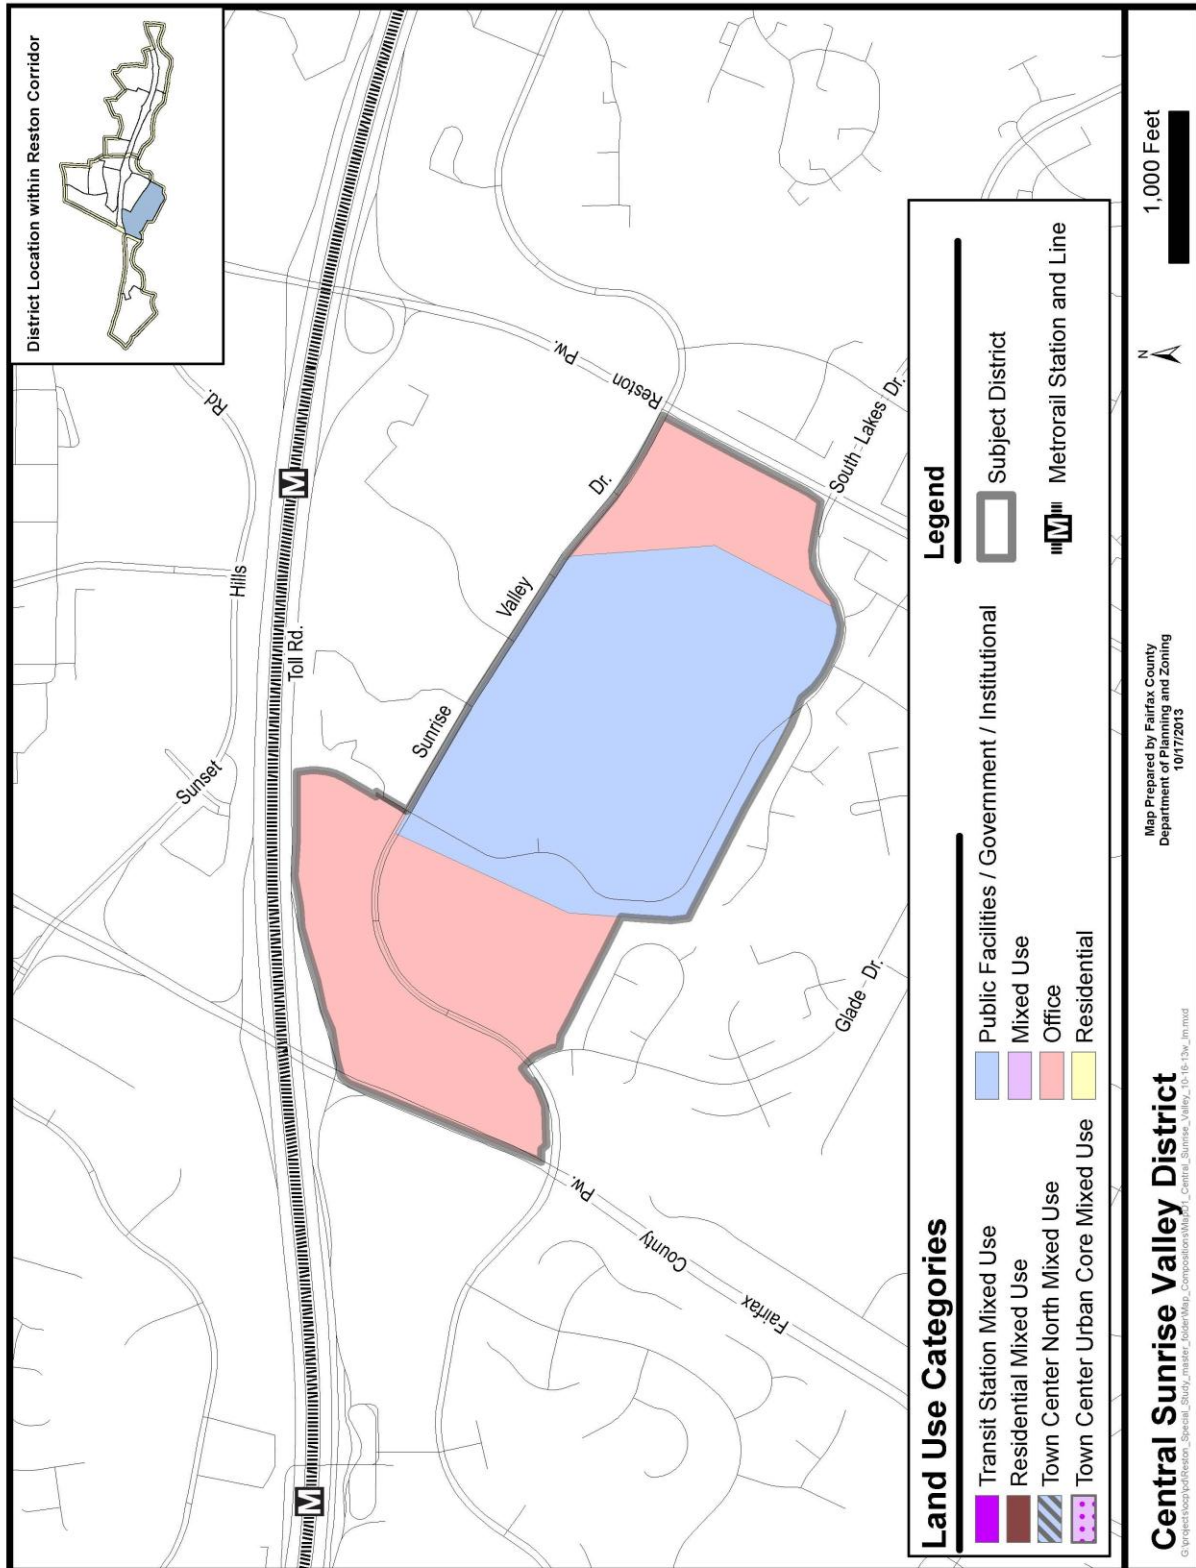 District Location within Reston Corridor
Rd.
Hills
Sunset
Toll Rd.
M
M
Reston
Pw.
Sunrise
Valley
Dr.
South Lakes Dr.
Glade Dr.
Fairfax
County
Pw.
Land Use Categories
Transit Station Mixed Use
Residential Mixed Use
Town Center North Mixed Use
Town Center Urban Core Mixed Use
Public Facilities / Government / Institutional
Mixed Use
Office
Residential
Legend
Subject District
M
Metrorail Station and Line
Central Sunrise Valley District
Map Prepared by Fairfax County
Department of Planning and Zoning
10/17/2013
N
1,000 Feet